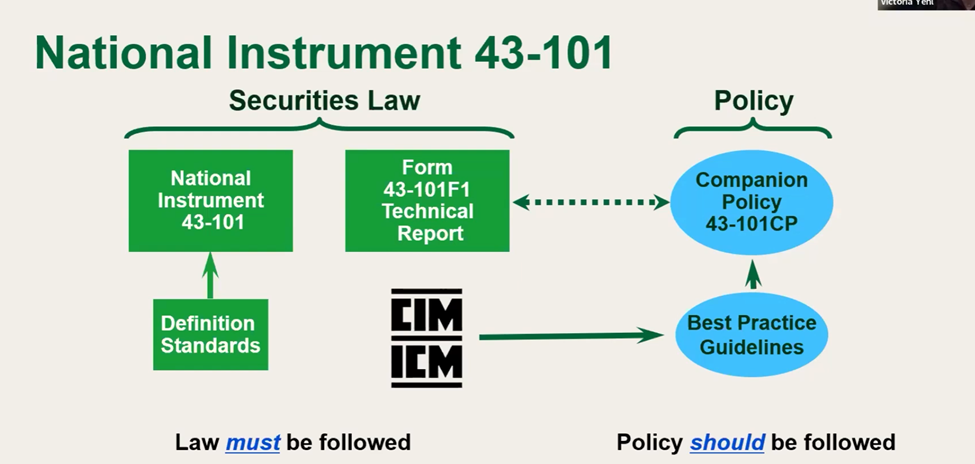 Victoria Yehl
National Instrument 43-101
Securities Law
Policy
National
Instrument
43-101
Form
43-101F1
Technical
Report
Companion
Policy
43-101CP
Definition
Standards
CIM
ICM
Best Practice
Guidelines
Law must be followed
Policy should be followed